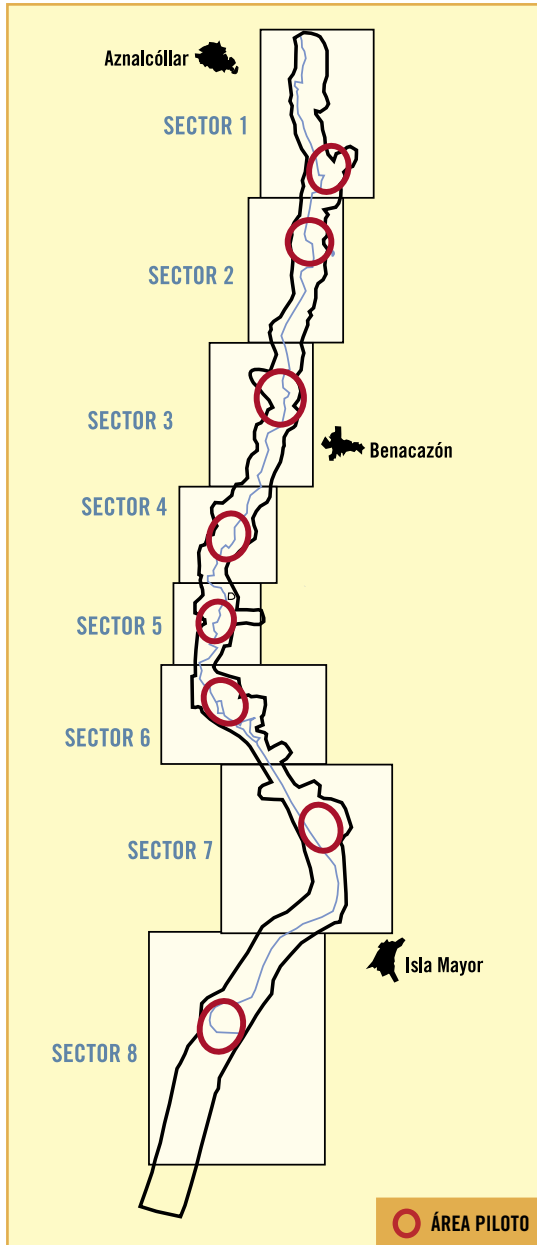 Aznalcóllar
SECTOR 1
SECTOR 2
SECTOR 3
Benacazón
SECTOR 4
D
SECTOR 5
SECTOR 6
SECTOR 7
Isla Mayor
SECTOR 8
ÁREA PILOTO